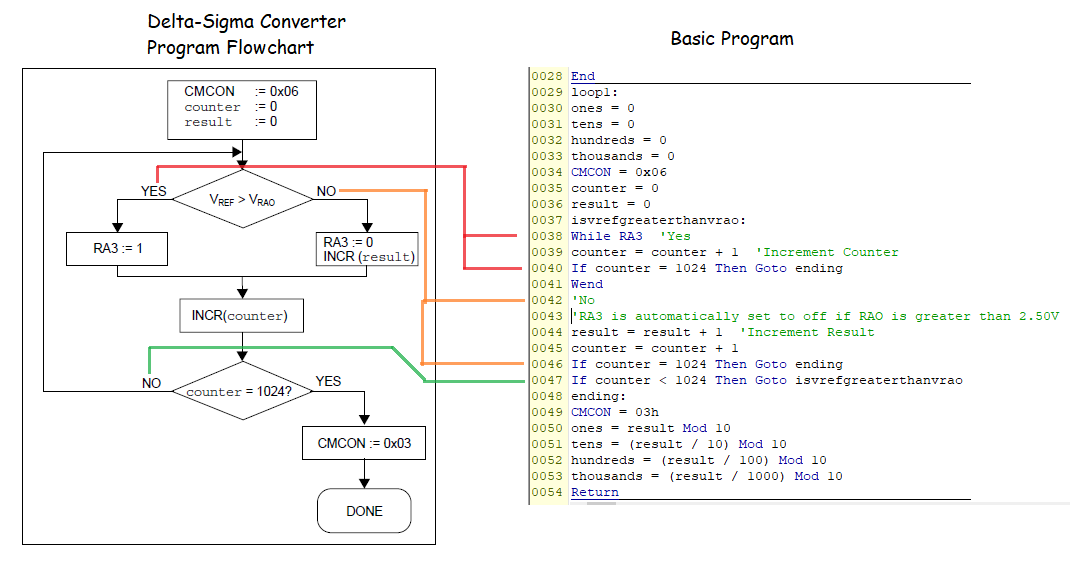 Delta-Sigma Converter
Program Flowchart
CMCON := 0x06
counter := 0
result := 0
YES
VREF > VRAO
NO
RA3 := 1
RA3 := 0
INCR (result)
INCR(counter)
NO
counter = 1024?
YES
CMCON := 0x03
DONE
Basic Program
0028 End
0029 loop1:
0030 ones = 0
0031 tens = 0
0032 hundreds = 0
0033 thousands = 0
0034 CMCON = 0x06
0035 counter = 0
0036 result = 0
0037 isvrefgreaterthanvrao:
0038 While RA3 'Yes
0039 counter = counter + 1 'Increment Counter
0040 If counter = 1024 Then Goto ending
0041 Wend
0042 'No
0043 'RA3 is automatically set to off if RAO is greater than 2.50V
0044 result = result + 1 'Increment Result
0045 counter = counter + 1
0046 If counter = 1024 Then Goto ending
0047 If counter < 1024 Then Goto isvrefgreaterthanvrao
0048 ending:
0049 CMCON = 03h
0050 ones = result Mod 10
0051 tens = (result / 10) Mod 10
0052 hundreds = (result / 100) Mod 10
0053 thousands = (result / 1000) Mod 10
0054 Return